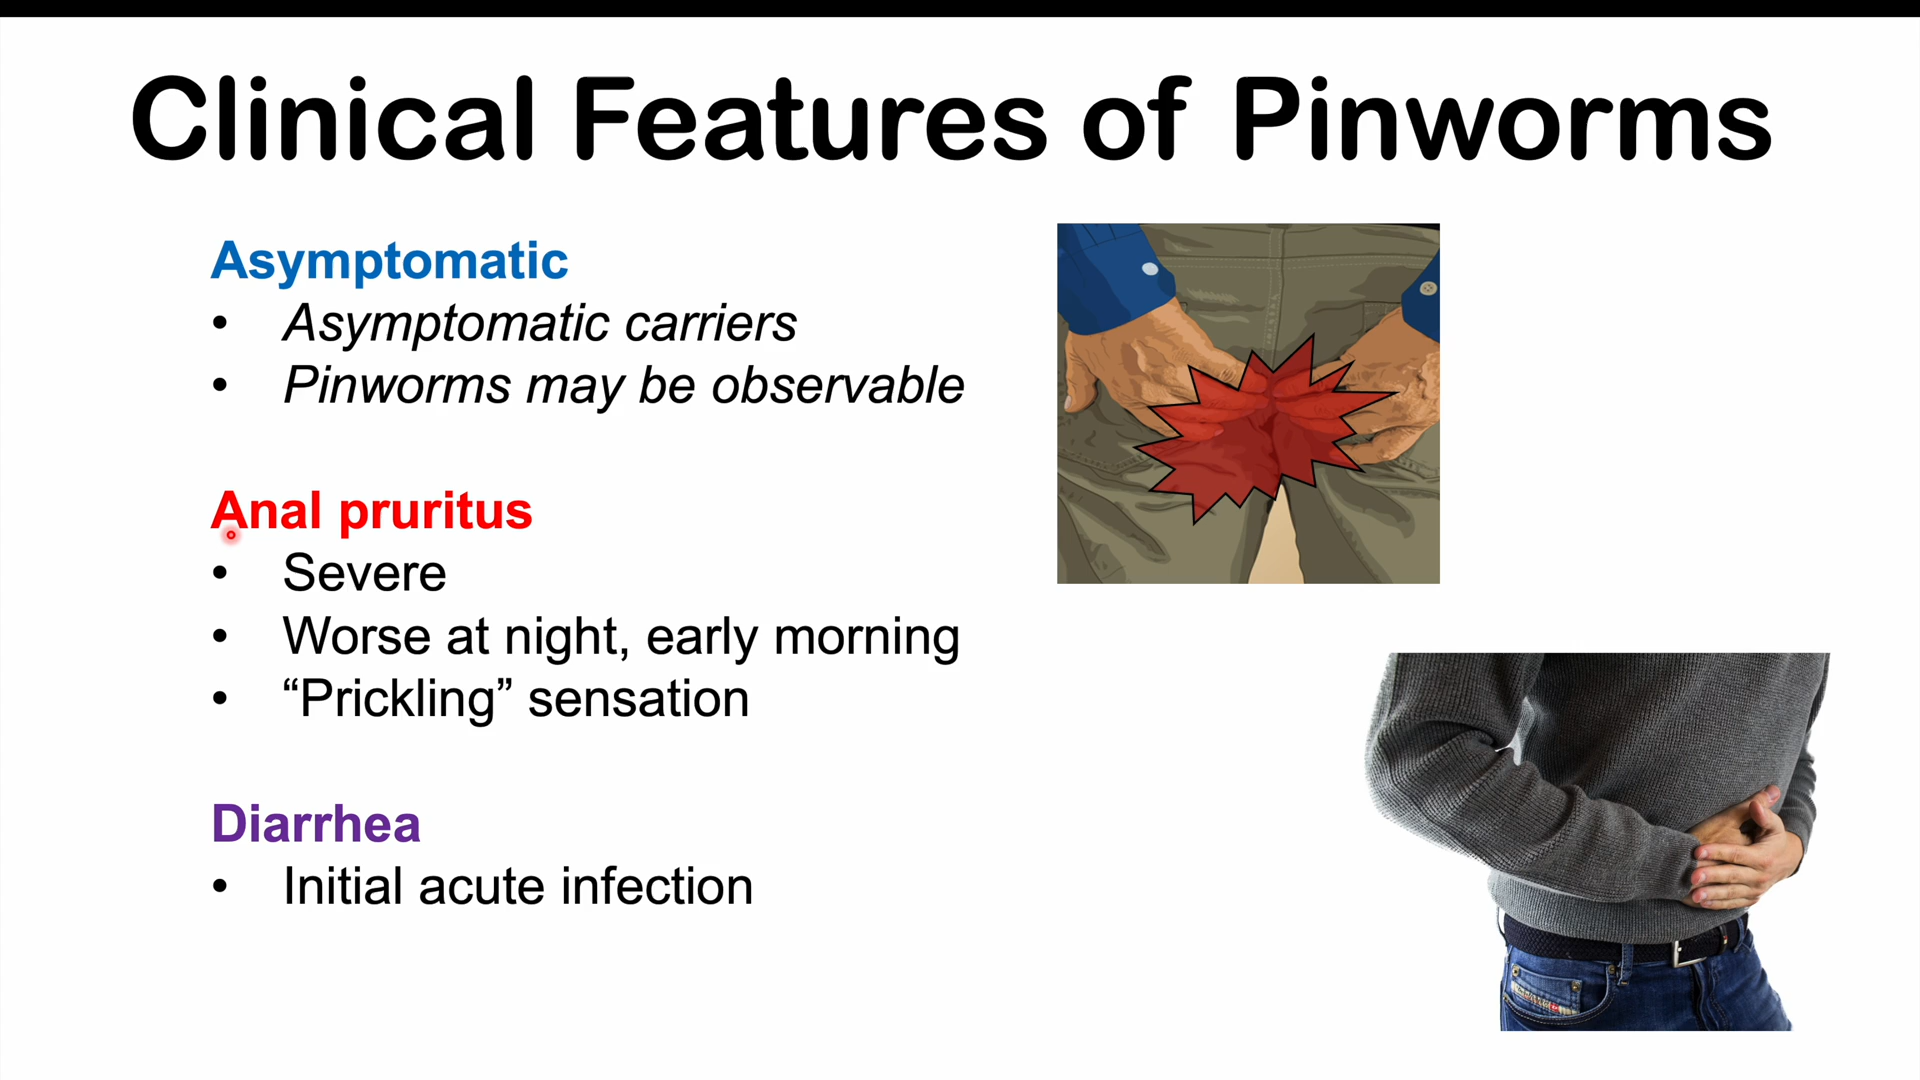 Clinical Features of Pinworms
Asymptomatic
• Asymptomatic carriers
• Pinworms may be observable
Anal pruritus
• Severe
• Worse at night, early morning
• “Prickling” sensation
Diarrhea
• Initial acute infection